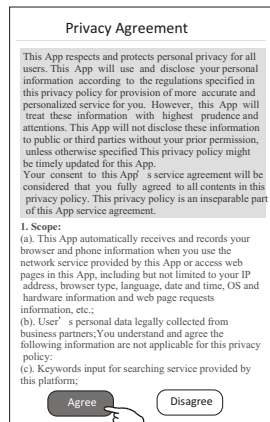 Privacy Agreement
This App respects and protects personal privacy for all
users. This App will use and disclose your personal
information according to the regulations specified in
this privacy policy for provision of more accurate and
personalized service for you. However, this App will
treat these information with highest prudence and
attentions. This App will not disclose these information
to public or third parties without your prior permission,
unless otherwise specified This privacy policy might
be timely updated for this App.
Your consent to this App's service agreement will be
considered that you fully agreed to all contents in this
privacy policy. This privacy policy is an inseparable part
of this App service agreement.
1. Scope:
(a). This App automatically receives and records your
browser and phone information when you use the
network service provided by this App or access web
pages in this App, including but not limited to your IP
address, browser type, language, date and time, OS and
hardware information and web page requests
information, etc.;
(b). User's personal data legally collected from
business partners;You understand and agree the
following information are not applicable for this privacy
policy:
(c). Keywords input for searching service provided by
this platform;
Agree
Disagree